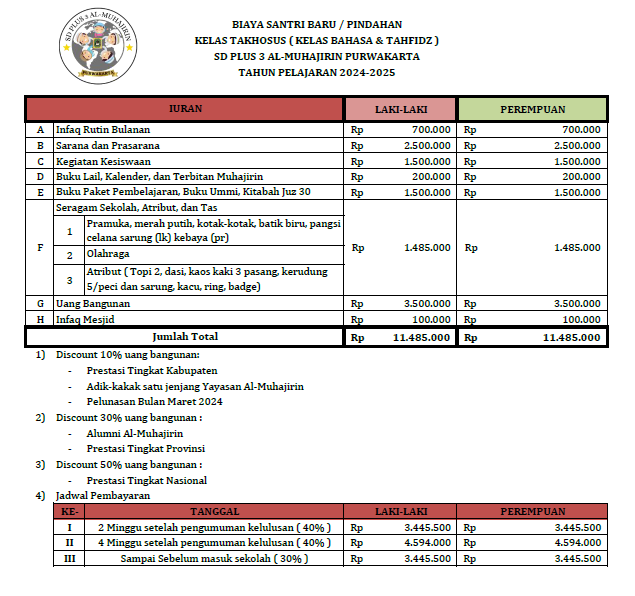 SD PLUS 3 AL-MUHAJIRIN
PURWAKARTA
BIAYA SANTRI BARU / PINDAHAN
KELAS TAKHOSUS ( KELAS BAHASA & TAHFIDZ )
SD PLUS 3 AL-MUHAJIRIN PURWAKARTA
TAHUN PELAJARAN 2024-2025
IURAN LAKI-LAKI PEREMPUAN
A Infaq Rutin Bulanan Rp 700.000 Rp 700.000
B Sarana dan Prasarana Rp 2.500.000 Rp 2.500.000
C Kegiatan Kesiswaan Rp 1.500.000 Rp 1.500.000
D Buku Lail, Kalender, dan Terbitan Muhajirin Rp 200.000 Rp 200.000
E Buku Paket Pembelajaran, Buku Ummi, Kitabah Juz 30 Rp 1.500.000 Rp 1.500.000
F Seragam Sekolah, Atribut, dan Tas Rp 1.485.000 Rp 1.485.000
1 Pramuka, merah putih, kotak-kotak, batik biru, pangsi
celana sarung (lk) kebaya (pr)
2 Olahraga
3 Atribut ( Topi 2, dasi, kaos kaki 3 pasang, kerudung
5/peci dan sarung, kacu, ring, badge)
G Uang Bangunan Rp 3.500.000 Rp 3.500.000
H Infaq Mesjid Rp 100.000 Rp 100.000
Jumlah Total Rp 11.485.000 Rp 11.485.000
1) Discount 10% uang bangunan:
- Prestasi Tingkat Kabupaten
- Adik-kakak satu jenjang Yayasan Al-Muhajirin
- Pelunasan Bulan Maret 2024
2) Discount 30% uang bangunan :
- Alumni Al-Muhajirin
- Prestasi Tingkat Provinsi
3) Discount 50% uang bangunan :
- Prestasi Tingkat Nasional
4) Jadwal Pembayaran
KE- TANGGAL LAKI-LAKI PEREMPUAN
I 2 Minggu setelah pengumuman kelulusan ( 40% ) Rp 3.445.500 Rp 3.445.500
II 4 Minggu setelah pengumuman kelulusan ( 40% ) Rp 4.594.000 Rp 4.594.000
III Sampai Sebelum masuk sekolah ( 30% ) Rp 3.445.500 Rp 3.445.500